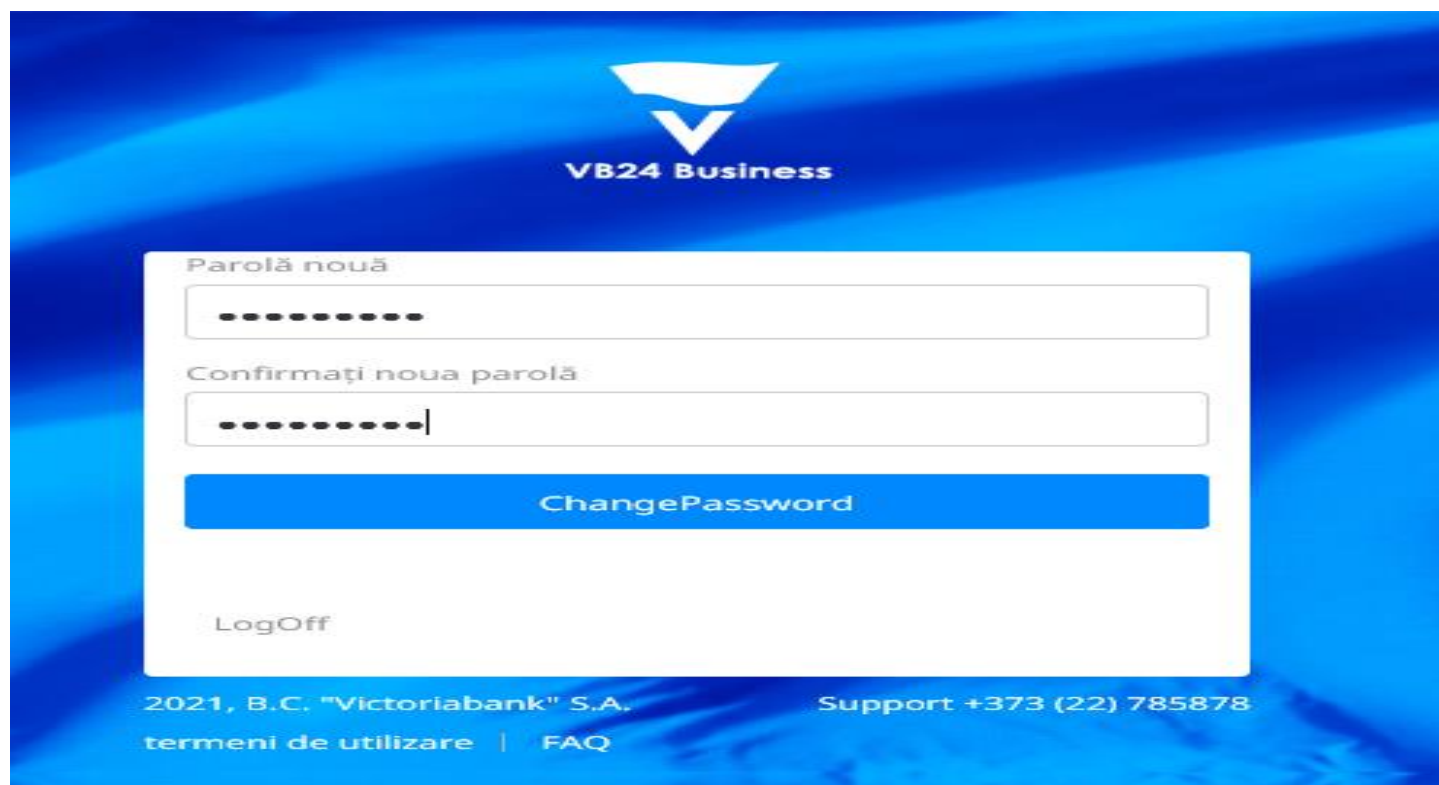 VB24 Business
Parolă nouă
•••••••••
Confirmați noua parolă
•••••••••
ChangePassword
LogOff
2021, B.C. "Victoriabank" S.A. Support +373 (22) 785878
termeni de utilizare | FAQ